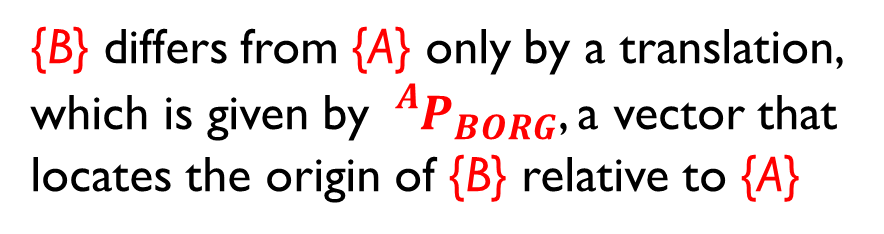 {B} differs from {A} only by a translation,
which is given by ᴬP_BORG, a vector that
locates the origin of {B} relative to {A}